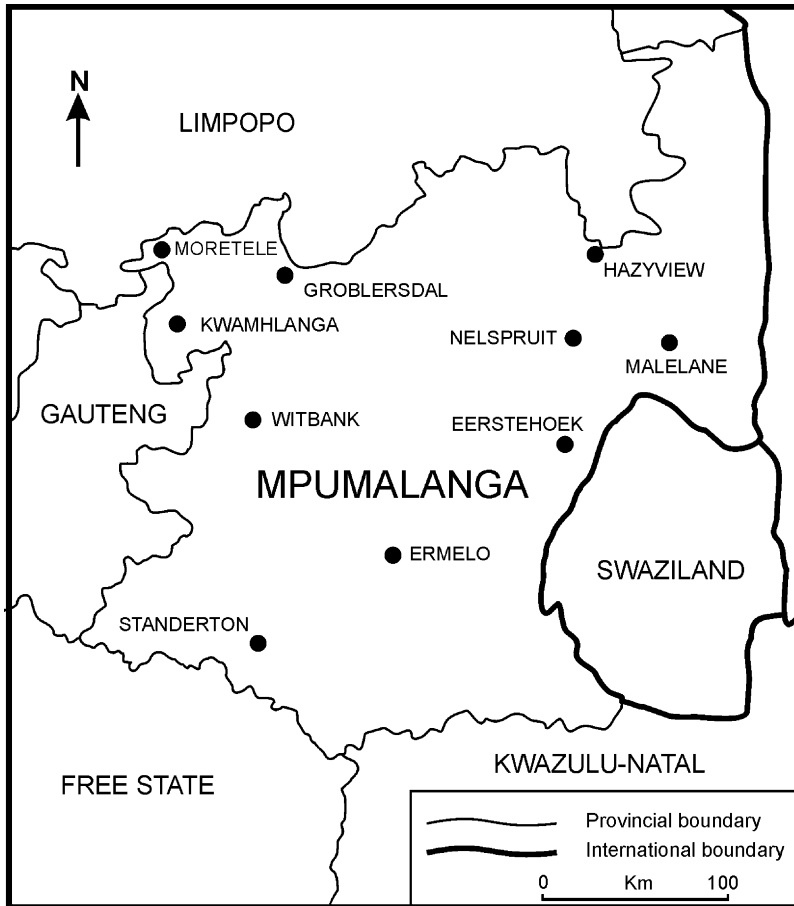 N
LIMPOPO
MORETELE
HAZYVIEW
GROBLERSDAL
KWAMHLANGA
NELSPRUIT
MALELANE
GAUTENG
WITBANK
EERSTEHOEK
MPUMALANGA
ERMELO
SWAZILAND
STANDERTON
KWAZULU-NATAL
FREE STATE
Provincial boundary
International boundary
0 Km 100